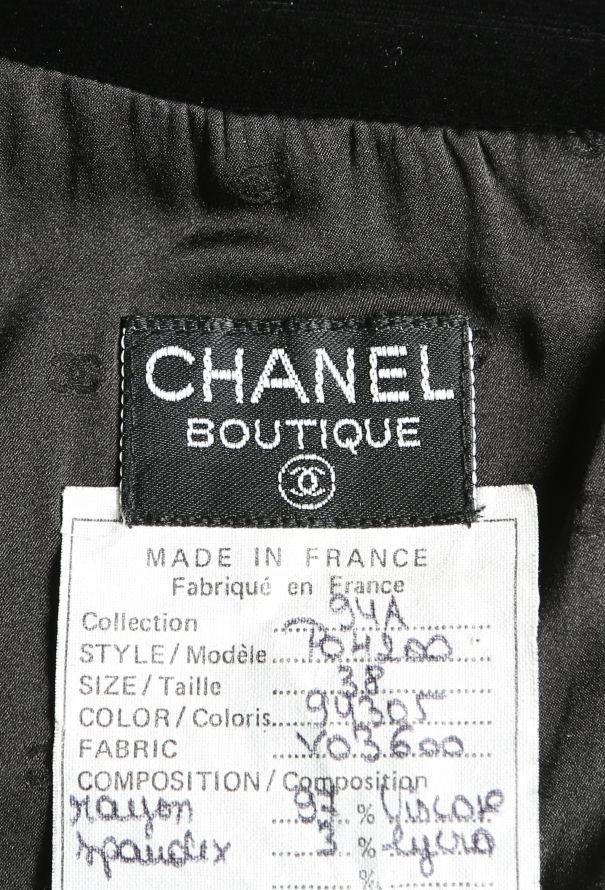 CHANEL
BOUTIQUE
MADE IN FRANCE
Fabriqué en France
Collection 94A
STYLE/Modèle T04200
SIZE/Taille 38
COLOR/Coloris 94305
FABRIC V03600
COMPOSITION/Composition
rayon 97 % Viscose
spandex 3 % lycra
%